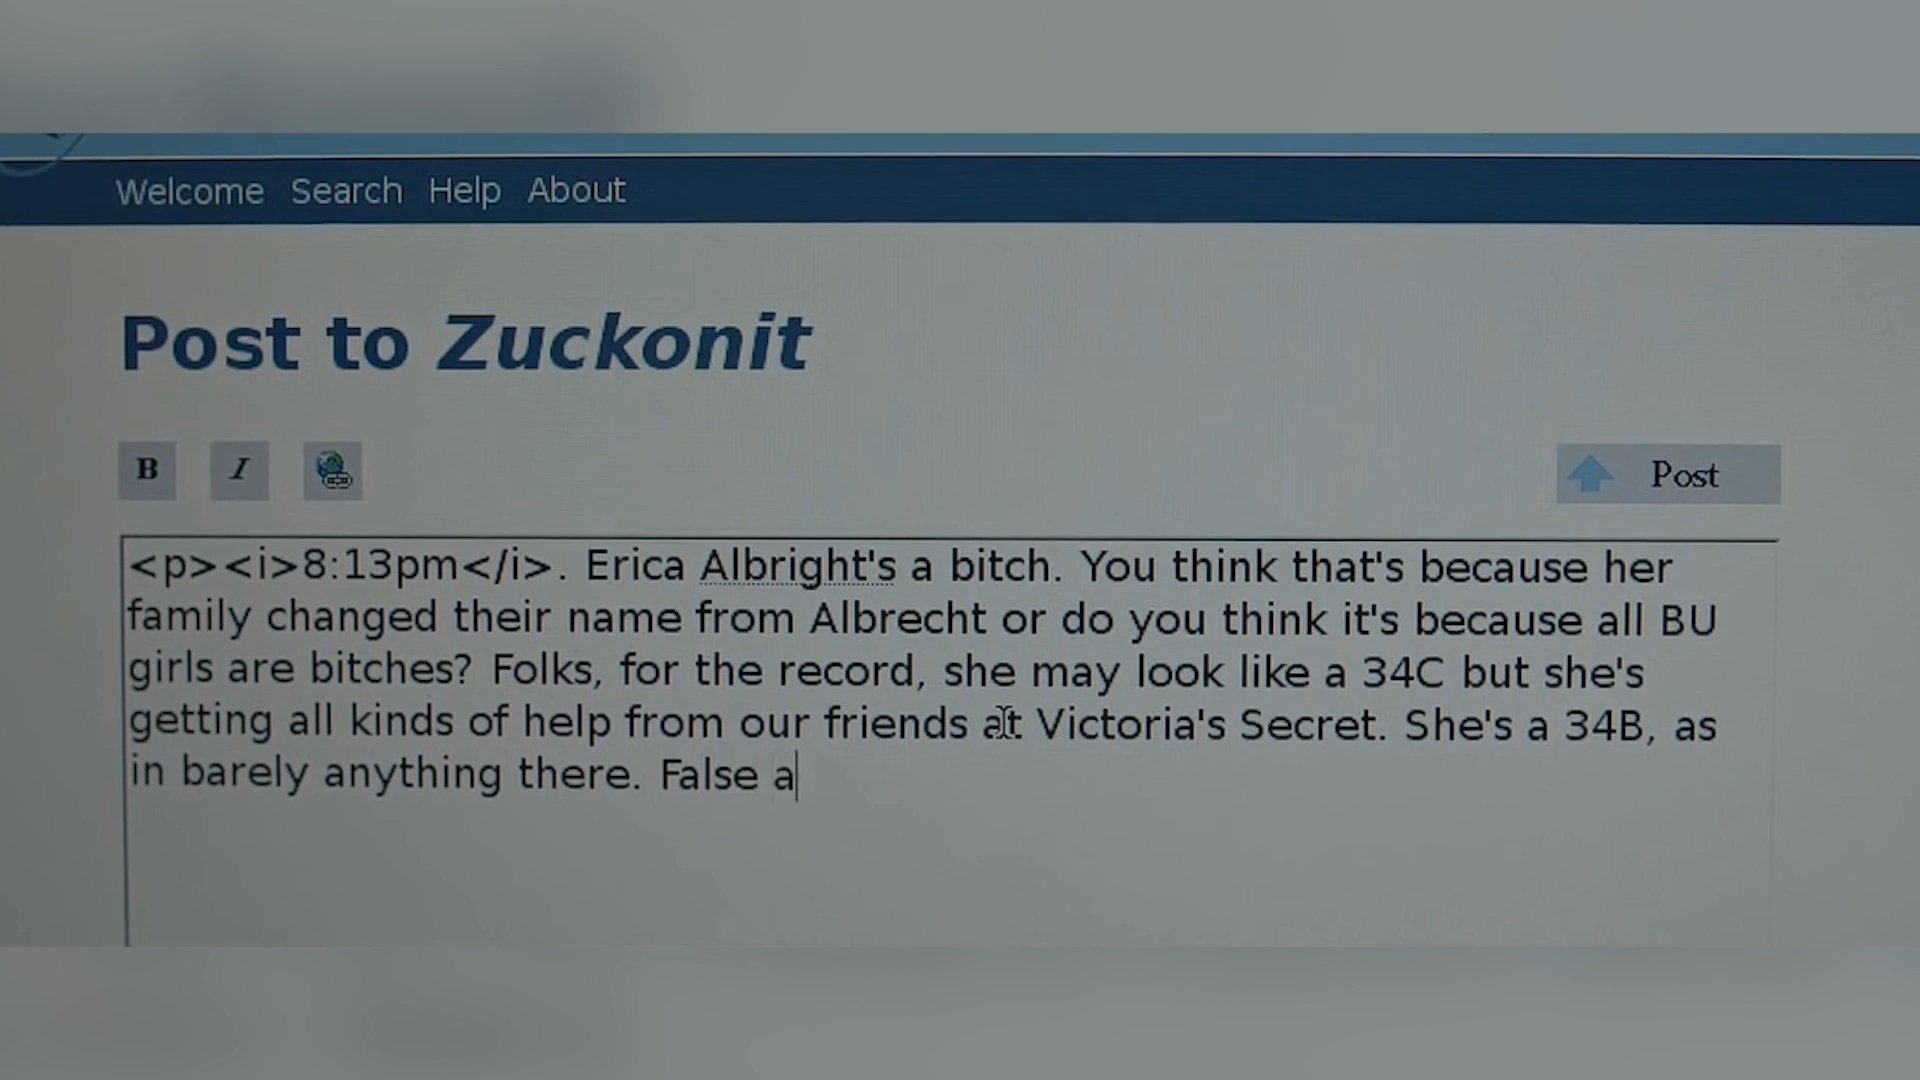 Welcome Search Help About
Post to Zuckonit
B I
Post
<p><i>8:13pm</i>. Erica Albright's a bitch. You think that's because her
family changed their name from Albrecht or do you think it's because all BU
girls are bitches? Folks, for the record, she may look like a 34C but she's
getting all kinds of help from our friends at Victoria's Secret. She's a 34B, as
in barely anything there. False a